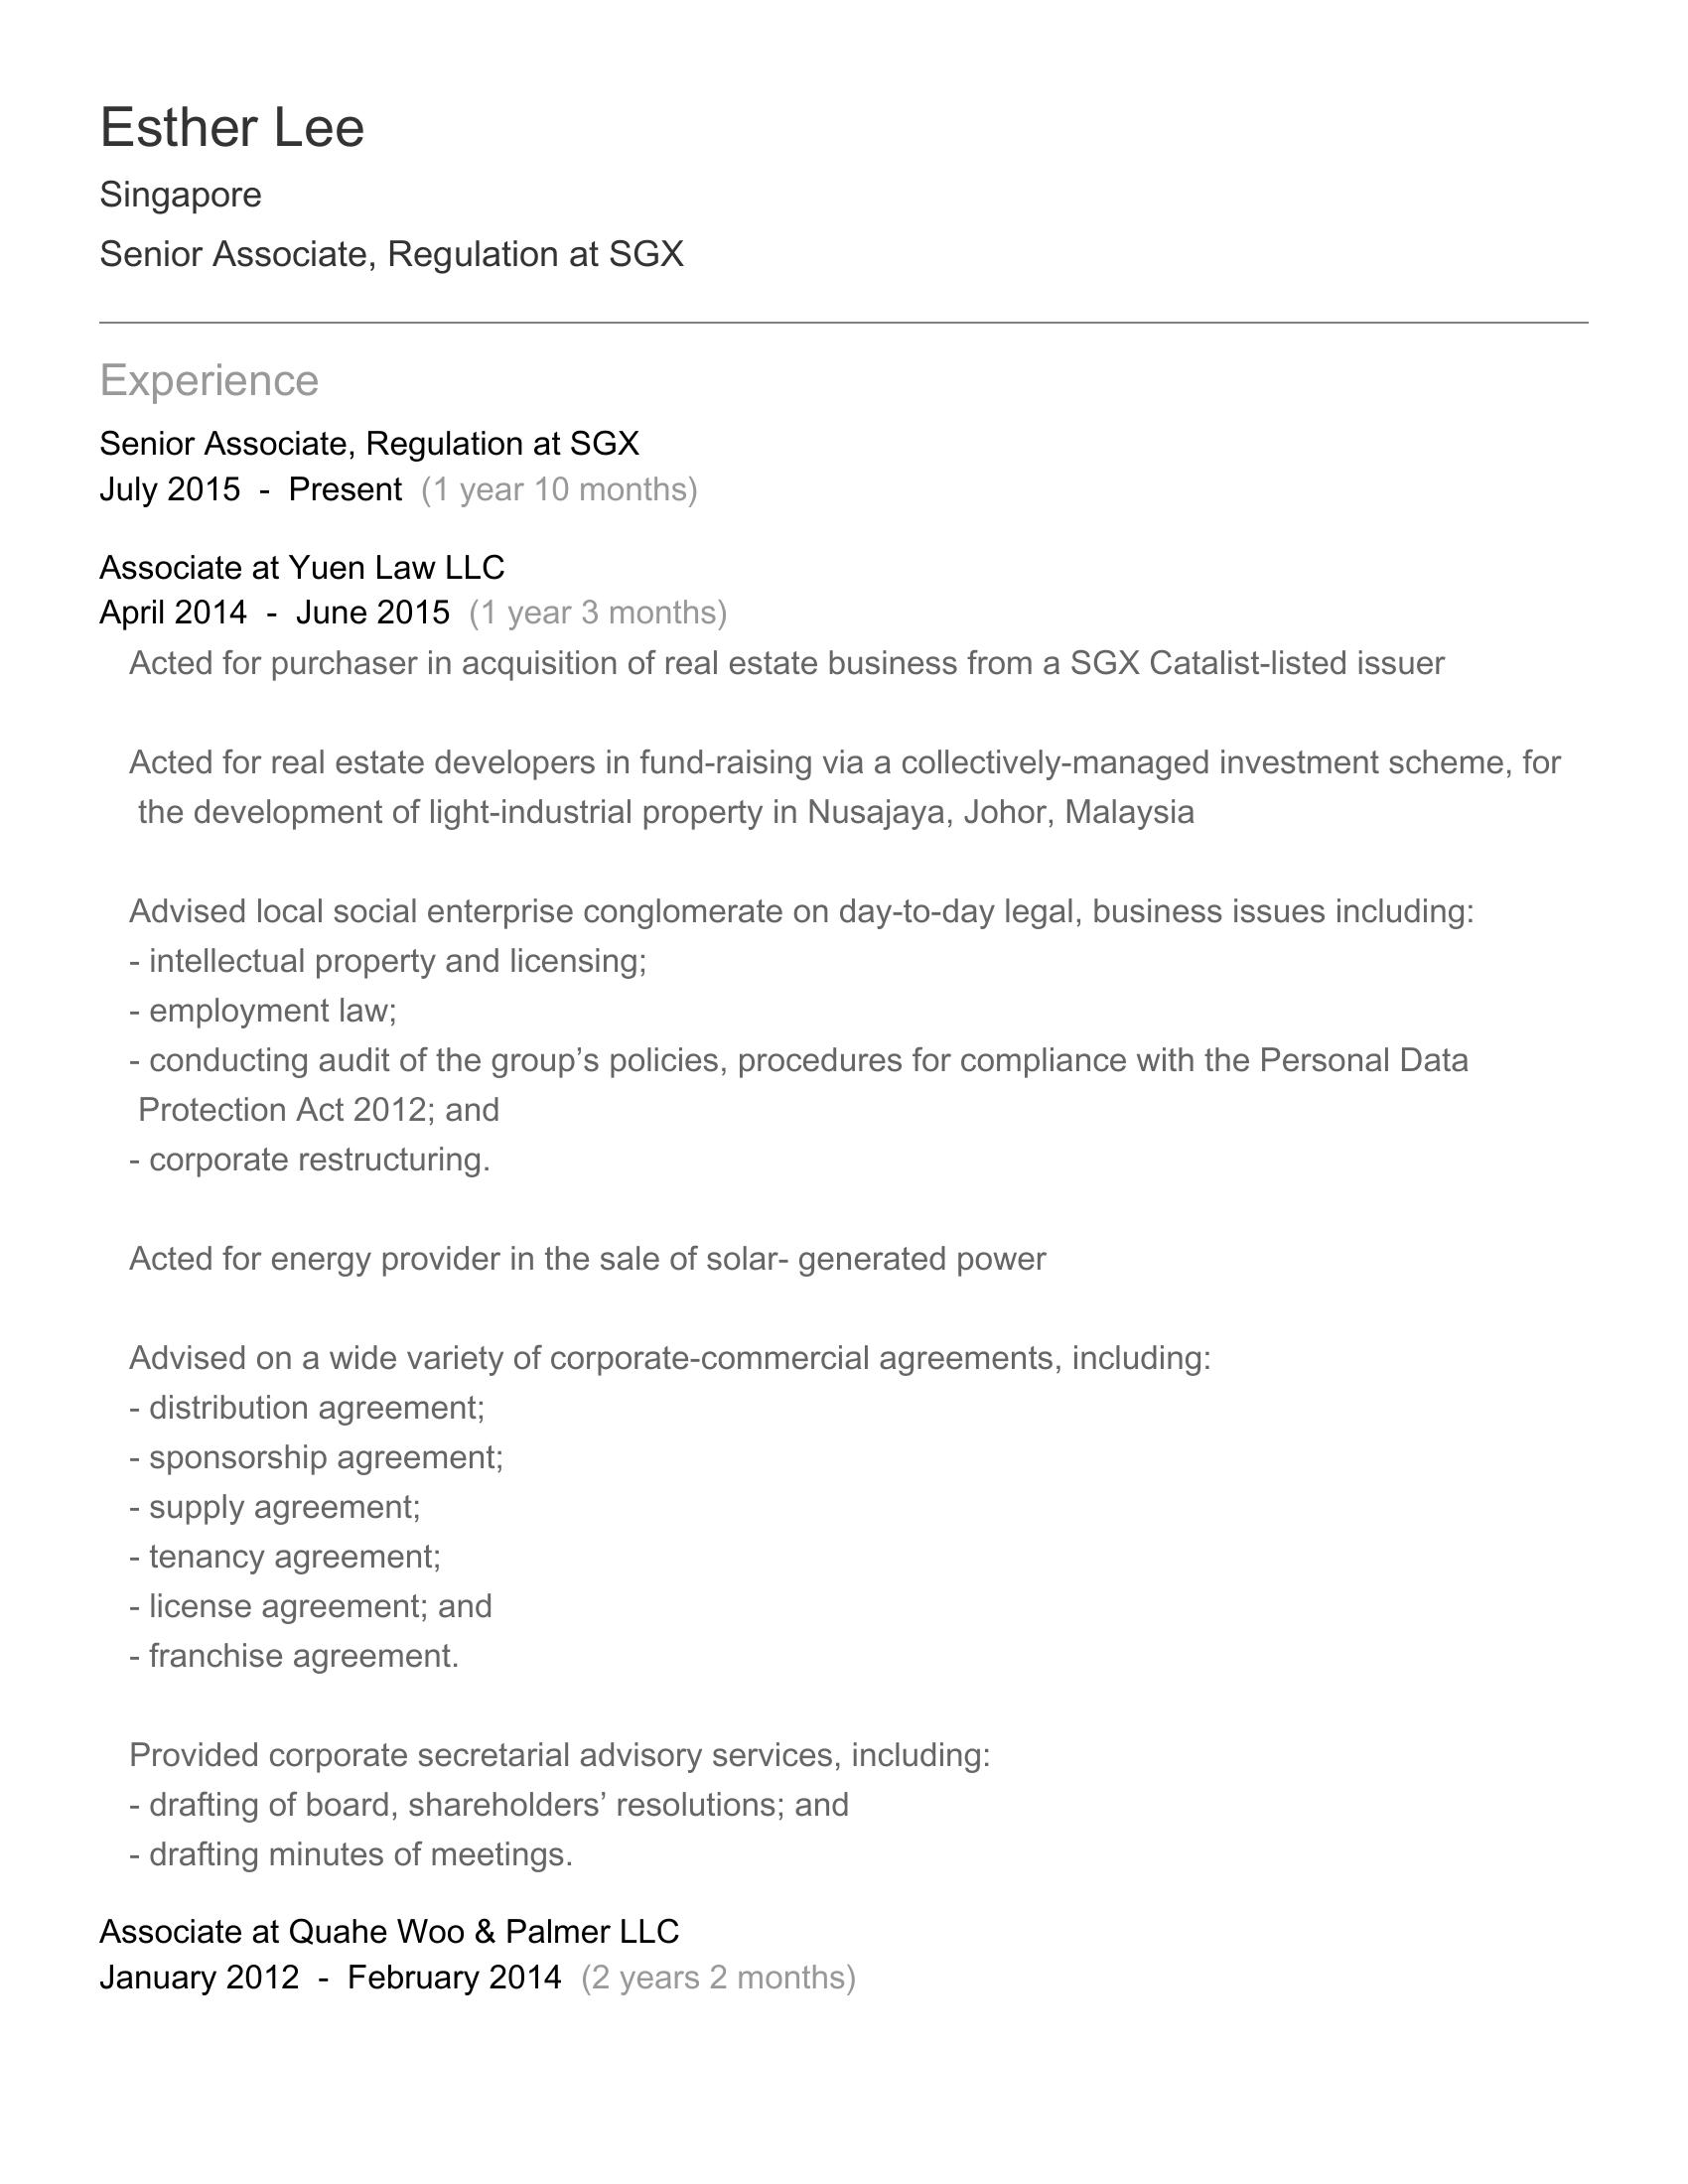 Esther Lee
Singapore
Senior Associate, Regulation at SGX
Experience
Senior Associate, Regulation at SGX
July 2015 - Present (1 year 10 months)
Associate at Yuen Law LLC
April 2014 - June 2015 (1 year 3 months)
Acted for purchaser in acquisition of real estate business from a SGX Catalist-listed issuer
Acted for real estate developers in fund-raising via a collectively-managed investment scheme, for
the development of light-industrial property in Nusajaya, Johor, Malaysia
Advised local social enterprise conglomerate on day-to-day legal, business issues including:
- intellectual property and licensing;
- employment law;
- conducting audit of the group’s policies, procedures for compliance with the Personal Data
Protection Act 2012; and
- corporate restructuring.
Acted for energy provider in the sale of solar- generated power
Advised on a wide variety of corporate-commercial agreements, including:
- distribution agreement;
- sponsorship agreement;
- supply agreement;
- tenancy agreement;
- license agreement; and
- franchise agreement.
Provided corporate secretarial advisory services, including:
- drafting of board, shareholders’ resolutions; and
- drafting minutes of meetings.
Associate at Quahe Woo & Palmer LLC
January 2012 - February 2014 (2 years 2 months)